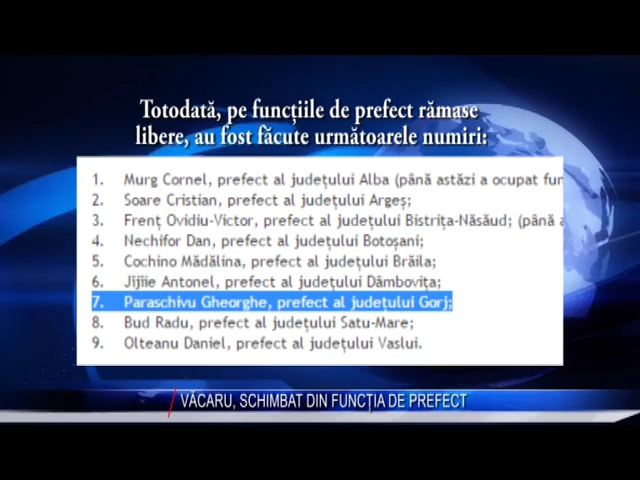 Totodată, pe funcțiile de prefect rămase
libere, au fost făcute următoarele numiri:
1. Murg Cornel, prefect al județului Alba (până astăzi a ocupat fun
2. Soare Cristian, prefect al județului Argeș;
3. Frenț Ovidiu-Victor, prefect al județului Bistrița-Năsăud; (până a
4. Nechifor Dan, prefect al județului Botoșani;
5. Cochino Mădălina, prefect al județului Brăila;
6. Jîjîie Antonel, prefect al județului Dâmbovița;
7. Paraschivu Gheorghe, prefect al județului Gorj;
8. Bud Radu, prefect al județului Satu-Mare;
9. Olteanu Daniel, prefect al județului Vaslui.
VĂCARU, SCHIMBAT DIN FUNCȚIA DE PREFECT